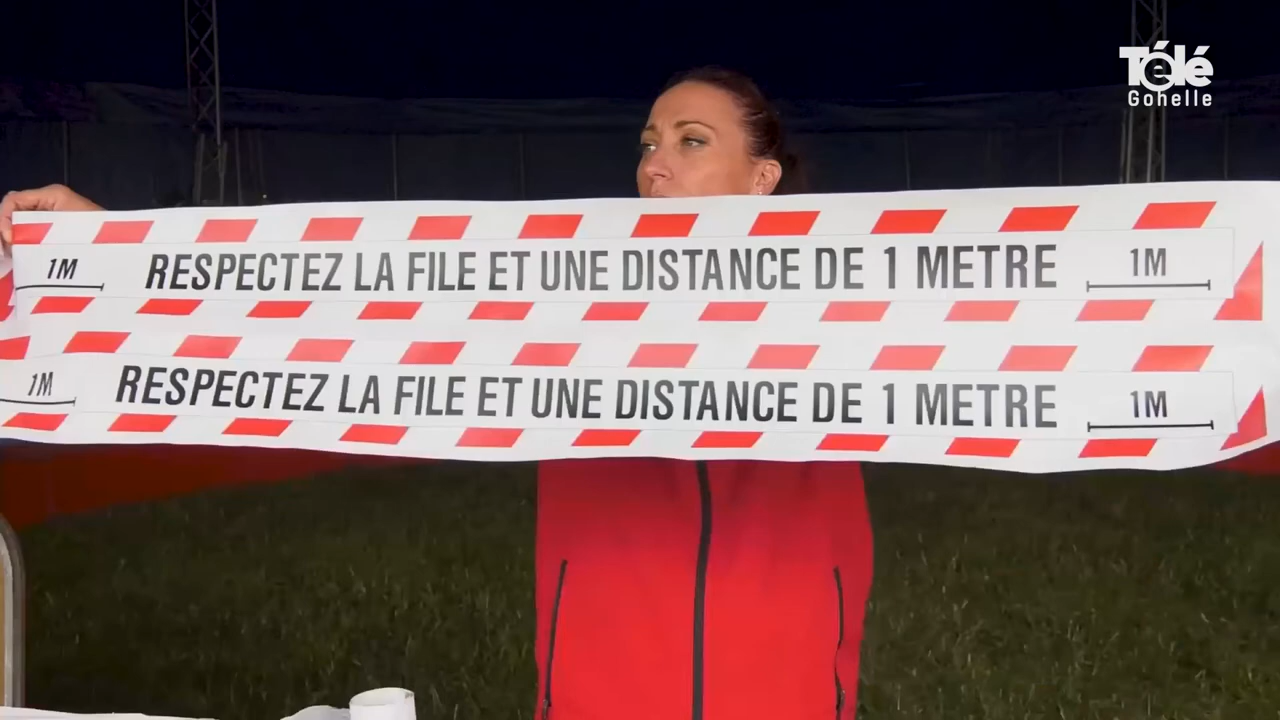 Télé
Gohelle
1M RESPECTEZ LA FILE ET UNE DISTANCE DE 1 METRE 1M
1M RESPECTEZ LA FILE ET UNE DISTANCE DE 1 METRE 1M